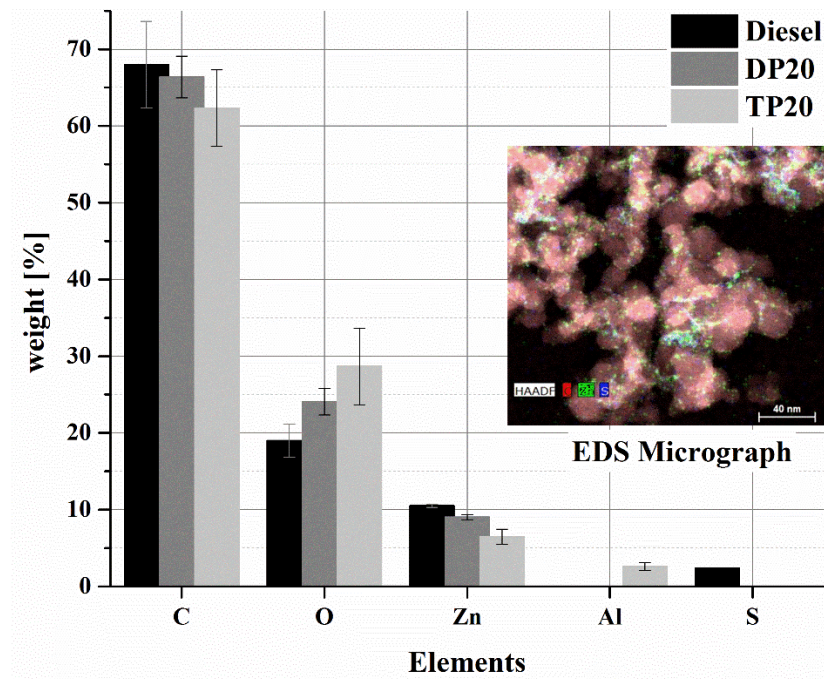 Diesel
DP20
TP20
70
60
50
40
30
20
10
0
weight [%]
HAADF
S
40 nm
EDS Micrograph
C
O
Zn
Al
S
Elements